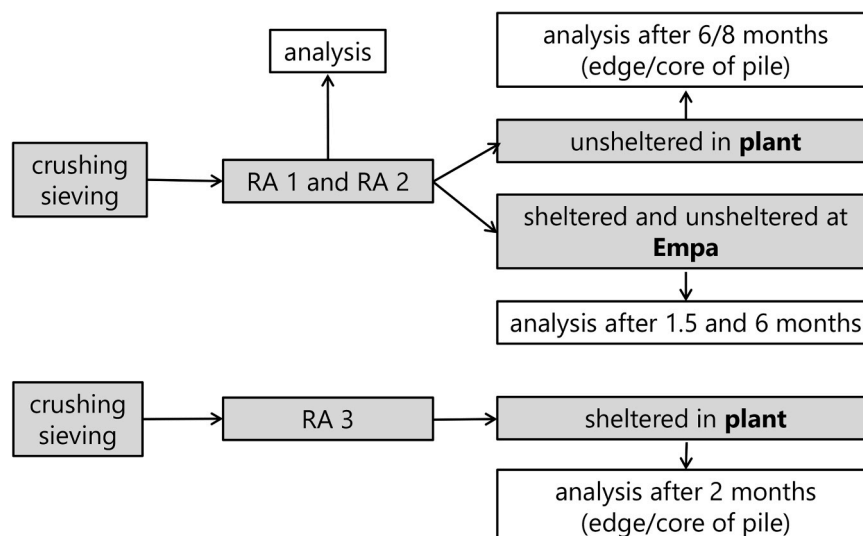 analysis
analysis after 6/8 months
(edge/core of pile)
crushing
sieving
RA 1 and RA 2
unsheltered in plant
sheltered and unsheltered at
Empa
analysis after 1.5 and 6 months
crushing
sieving
RA 3
sheltered in plant
analysis after 2 months
(edge/core of pile)